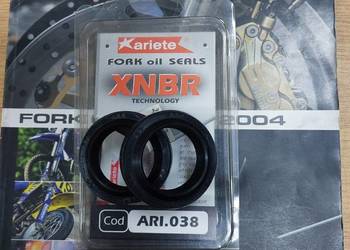 ariete
FORK oil SEALS
XNBR
TECHNOLOGY
FORK
2004
Cod ARI.038